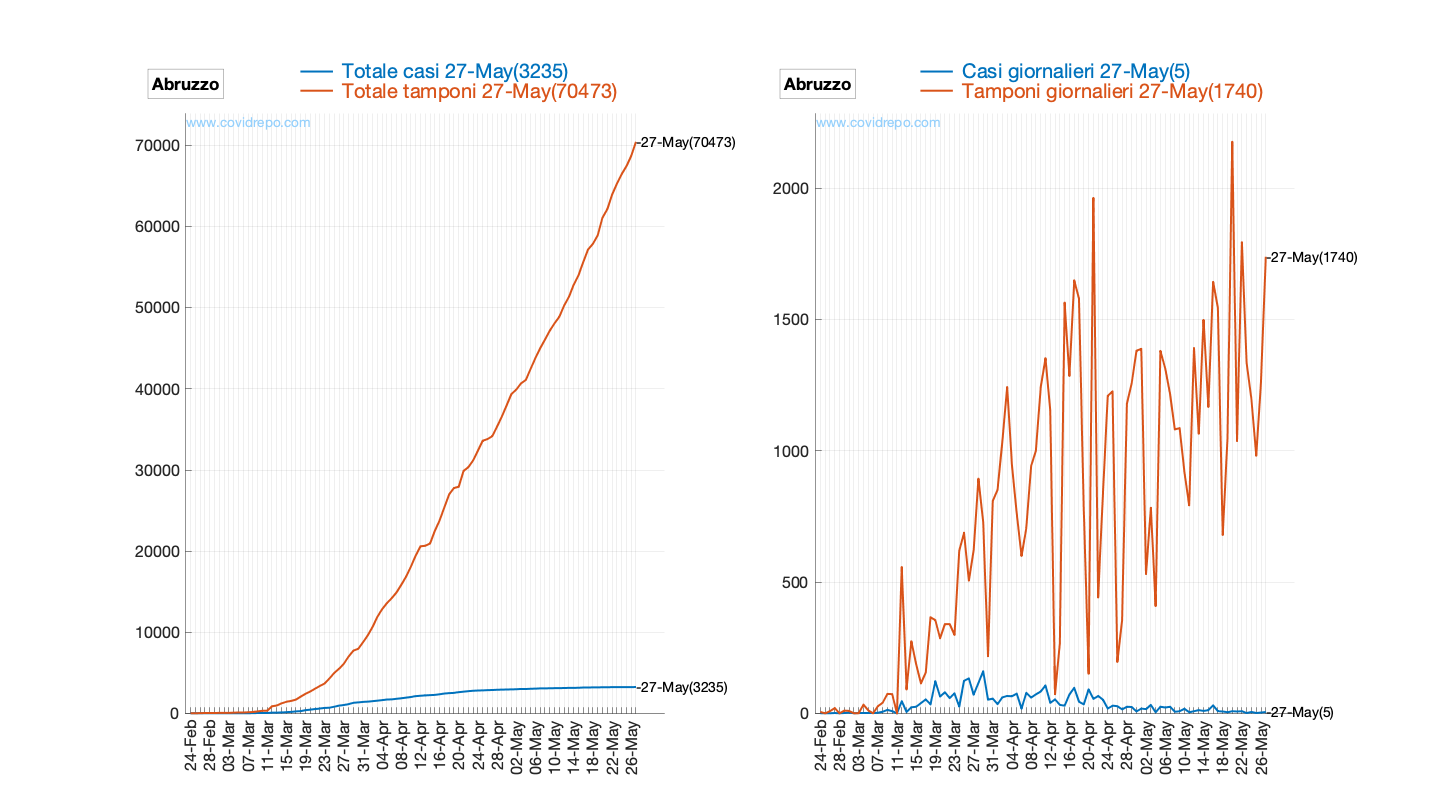 Abruzzo
Totale casi 27-May(3235)
Totale tamponi 27-May(70473)
www.covidrepo.com
70000
60000
50000
40000
30000
20000
10000
0
-27-May(70473)
-27-May(3235)
24-Feb
28-Feb
03-Mar
07-Mar
11-Mar
15-Mar
19-Mar
23-Mar
27-Mar
31-Mar
04-Apr
08-Apr
12-Apr
16-Apr
20-Apr
24-Apr
28-Apr
02-May
06-May
10-May
14-May
18-May
22-May
26-May
Abruzzo
Casi giornalieri 27-May(5)
Tamponi giornalieri 27-May(1740)
www.covidrepo.com
2000
1500
1000
500
0
-27-May(1740)
-27-May(5)
24-Feb
28-Feb
03-Mar
07-Mar
11-Mar
15-Mar
19-Mar
23-Mar
27-Mar
31-Mar
04-Apr
08-Apr
12-Apr
16-Apr
20-Apr
24-Apr
28-Apr
02-May
06-May
10-May
14-May
18-May
22-May
26-May